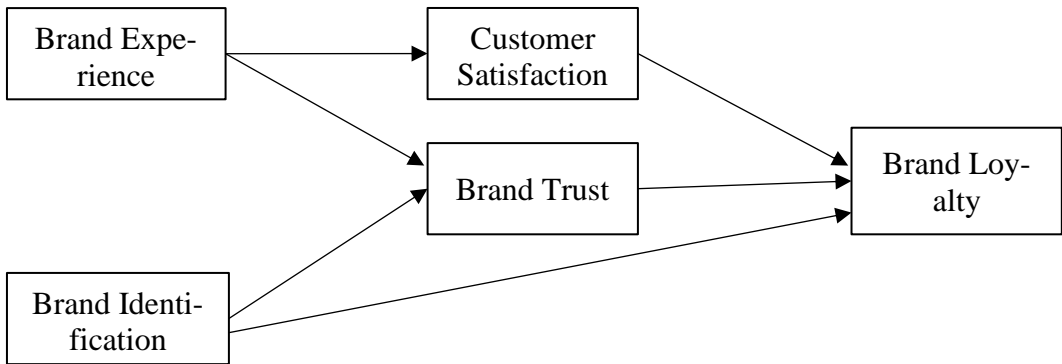 Brand Expe-
rience
Customer
Satisfaction
Brand Trust
Brand Loy-
alty
Brand Identi-
fication